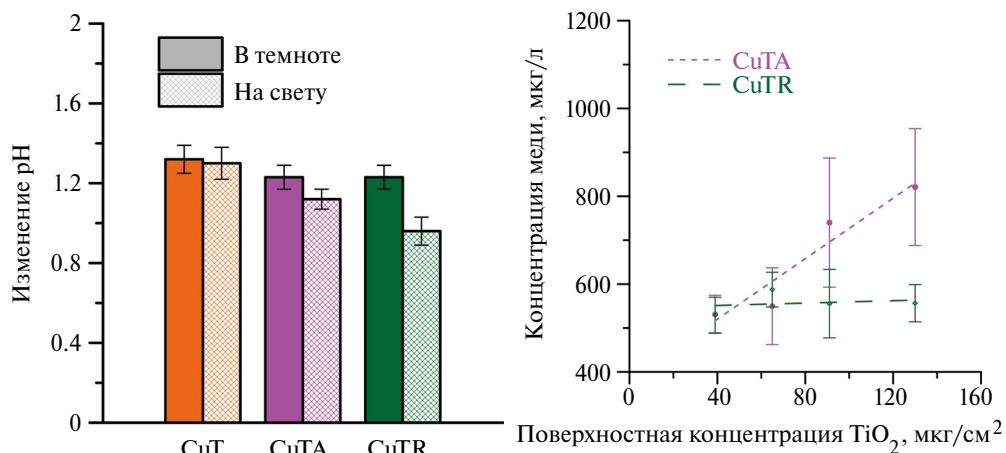 2
1.6
1.2
0.8
0.4
0
Изменение pH
В темноте
На свету
CuT
CuTA
CuTR
1200
1000
800
600
400
Концентрация меди, мкг/л
CuTA
CuTR
0
40
80
120
160
Поверхностная концентрация TiO₂, мкг/см²